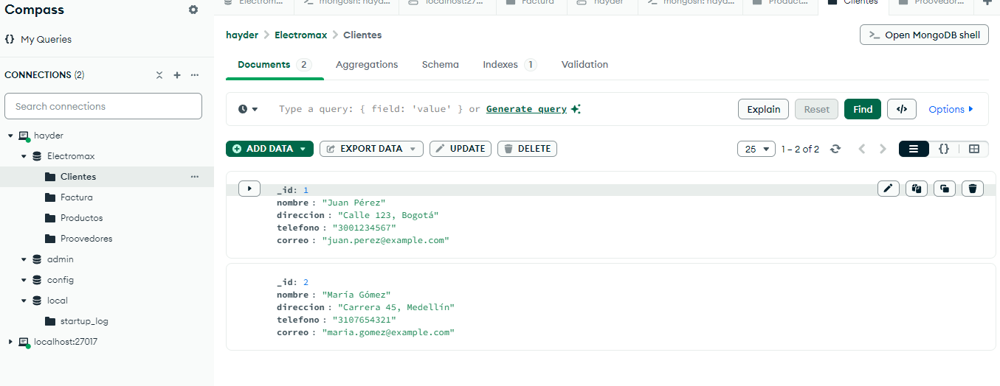 Compass
My Queries
CONNECTIONS (2)
Search connections
hayder
Electromax
Clientes
Factura
Productos
Proovedores
admin
config
local
startup_log
localhost:27017
Electrom... mongosh: hay... localhost:27... Factura hayder mongosh: hay... Product... Clientes Proovedor...
hayder > Electromax > Clientes
>_ Open MongoDB shell
Documents 2 Aggregations Schema Indexes 1 Validation
Type a query: { field: 'value' } or Generate query
Explain Reset Find </> Options
ADD DATA EXPORT DATA UPDATE DELETE
25 1 – 2 of 2 {}
_id: 1
nombre : "Juan Pérez"
direccion : "Calle 123, Bogotá"
telefono : "3001234567"
correo : "juan.perez@example.com"
_id: 2
nombre : "María Gómez"
direccion : "Carrera 45, Medellín"
telefono : "3107654321"
correo : "maria.gomez@example.com"